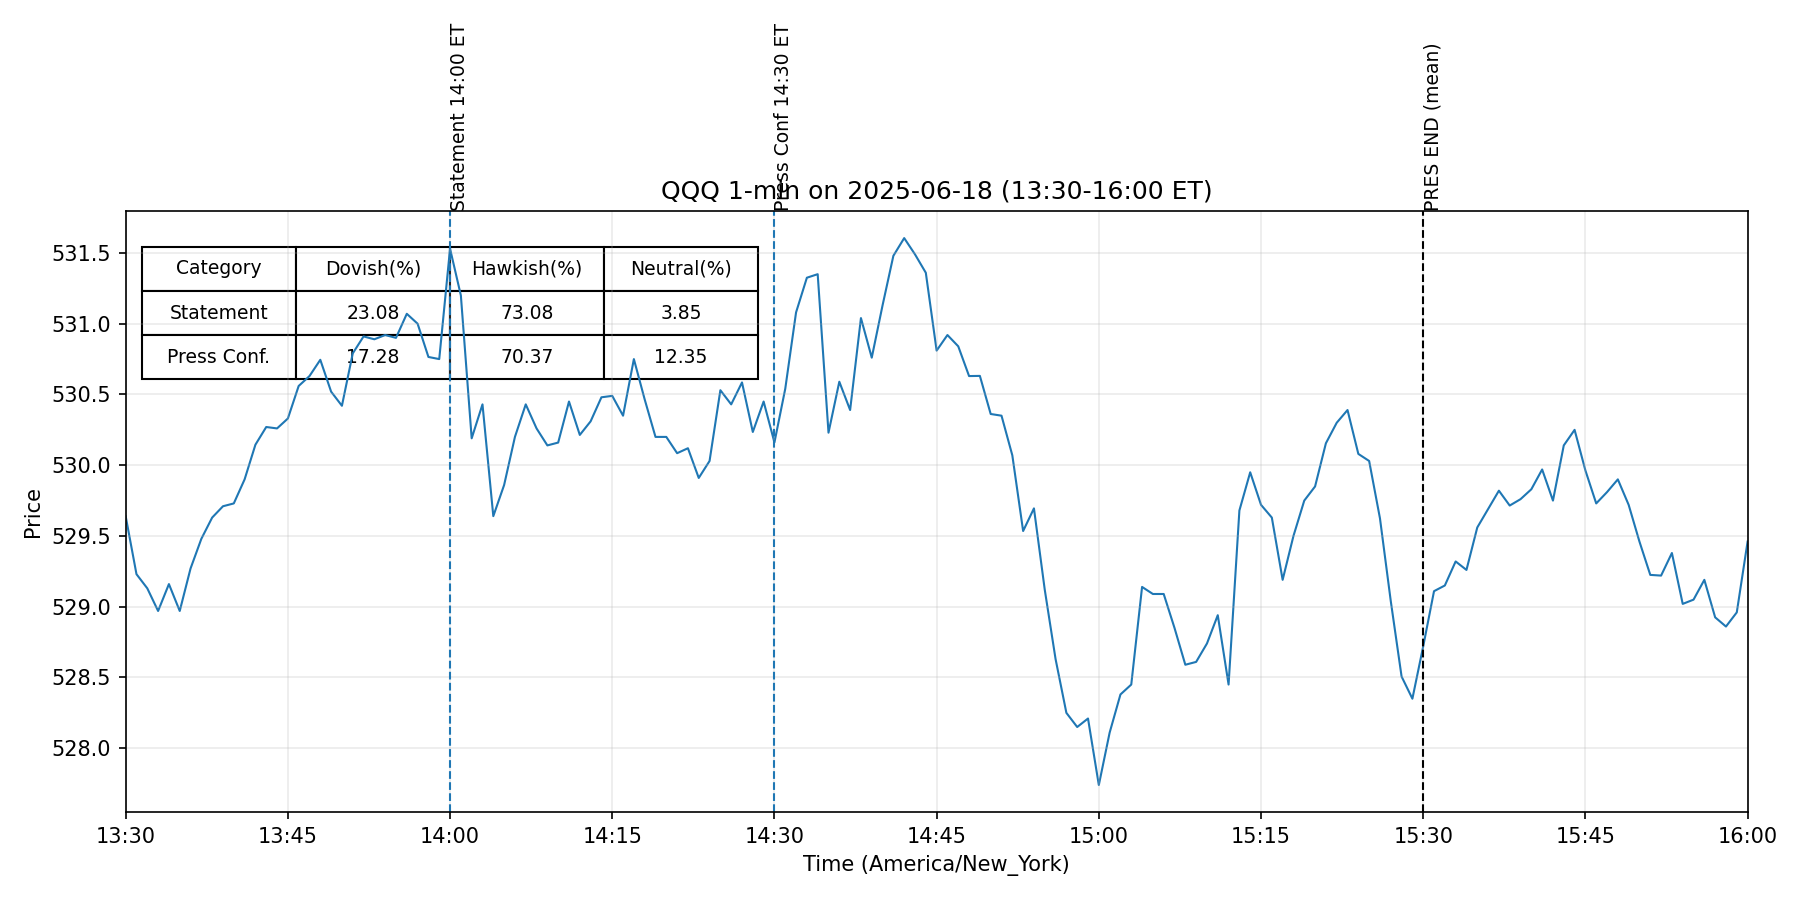 Statement 14:00 ET
Press Conf 14:30 ET
PRES END (mean)
QQQ 1-min on 2025-06-18 (13:30-16:00 ET)
Category Dovish(%) Hawkish(%) Neutral(%)
Statement 23.08 73.08 3.85
Press Conf. 17.28 70.37 12.35
531.5
531.0
530.5
530.0
529.5
529.0
528.5
528.0
Price
13:30 13:45 14:00 14:15 14:30 14:45 15:00 15:15 15:30 15:45 16:00
Time (America/New_York)